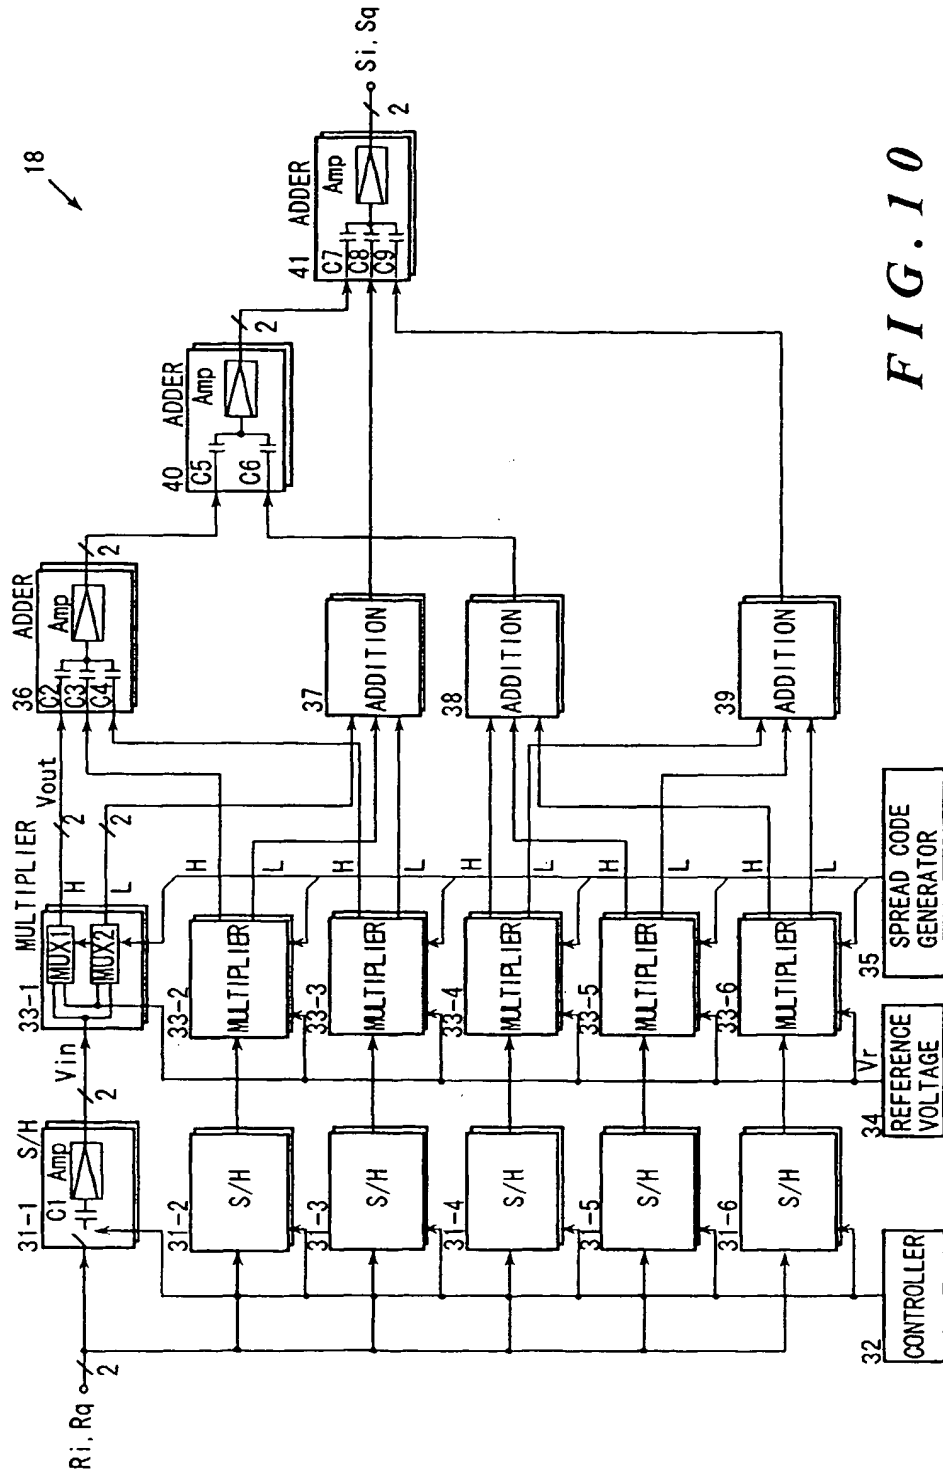 18
Ri, Rq
2
31-1 S/H
C1 Amp
Vin
2
33-1 MULTIPLIER
MUX1
MUX2
H
L
Vout
2
2
36 ADDER
C2
C3
C4
Amp
2
40 ADDER
C5
C6
Amp
2
41 ADDER
C7
C8
C9
Amp
2
Si, Sq
31-2
S/H
33-2
MULTIPLIER
H
L
H
37
ADDITION
31-3
S/H
33-3
MULTIPLIER
H
L
31-4
S/H
33-4
MULTIPLIER
H
L
38
ADDITION
31-5
S/H
33-5
MULTIPLIER
H
L
31-6
S/H
33-6
MULTIPLIER
H
L
39
ADDITION
Vr
32
CONTROLLER
34
REFERENCE
VOLTAGE
35
SPREAD CODE
GENERATOR
FIG. 10